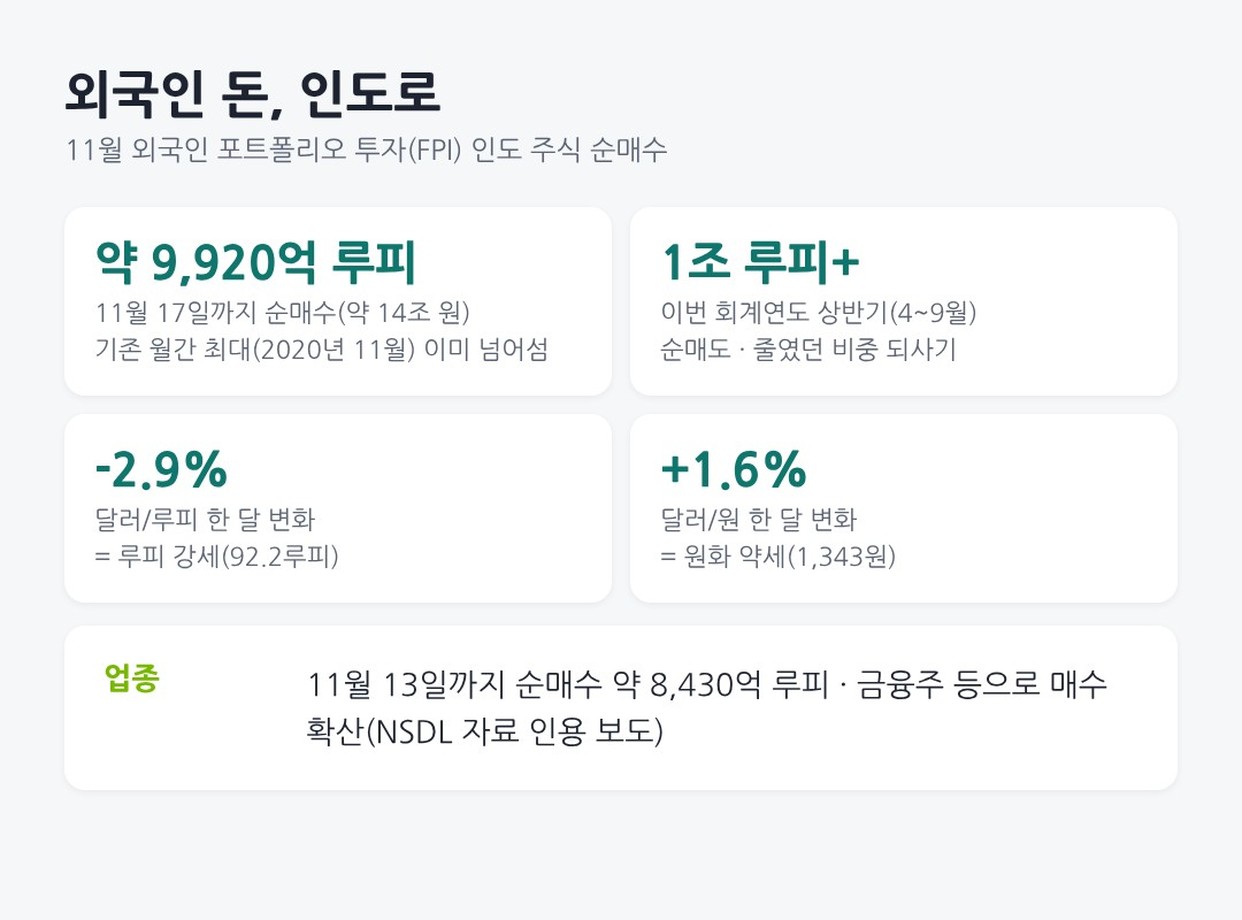 외국인 돈, 인도로
11월 외국인 포트폴리오 투자(FPI) 인도 주식 순매수
약 9,920억 루피
11월 17일까지 순매수(약 14조 원)
기존 월간 최대(2020년 11월) 이미 넘어섬
1조 루피+
이번 회계연도 상반기(4~9월)
순매도 · 줄였던 비중 되사기
-2.9%
달러/루피 한 달 변화
= 루피 강세(92.2루피)
+1.6%
달러/원 한 달 변화
= 원화 약세(1,343원)
업종
11월 13일까지 순매수 약 8,430억 루피 · 금융주 등으로 매수
확산(NSDL 자료 인용 보도)